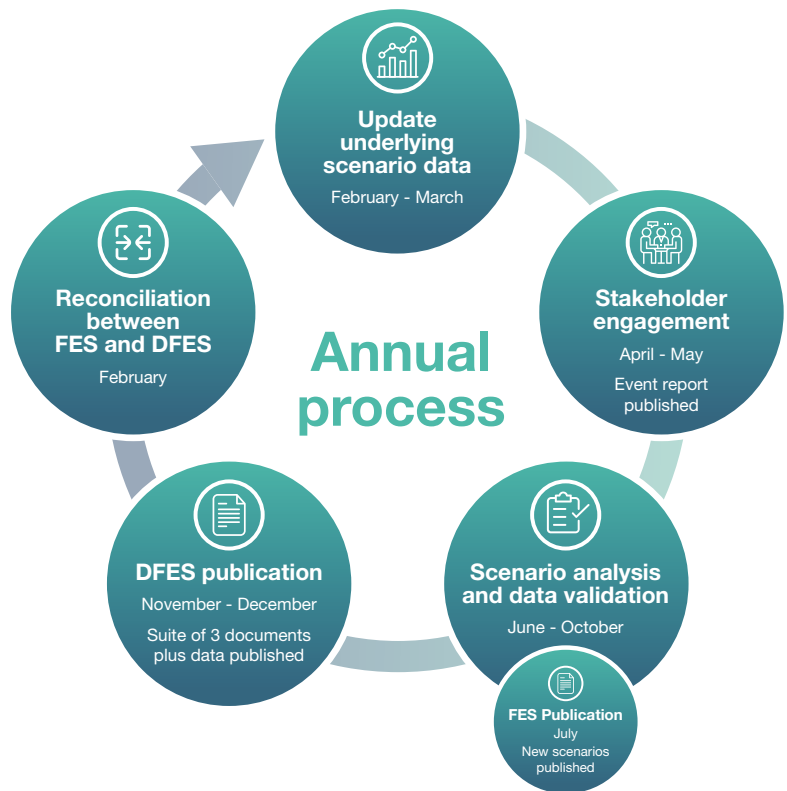 Update
underlying
scenario data
February - March
Stakeholder
engagement
April - May
Event report
published
Scenario analysis
and data validation
June - October
FES Publication
July
New scenarios
published
DFES publication
November - December
Suite of 3 documents
plus data published
Reconciliation
between
FES and DFES
February
Annual
process